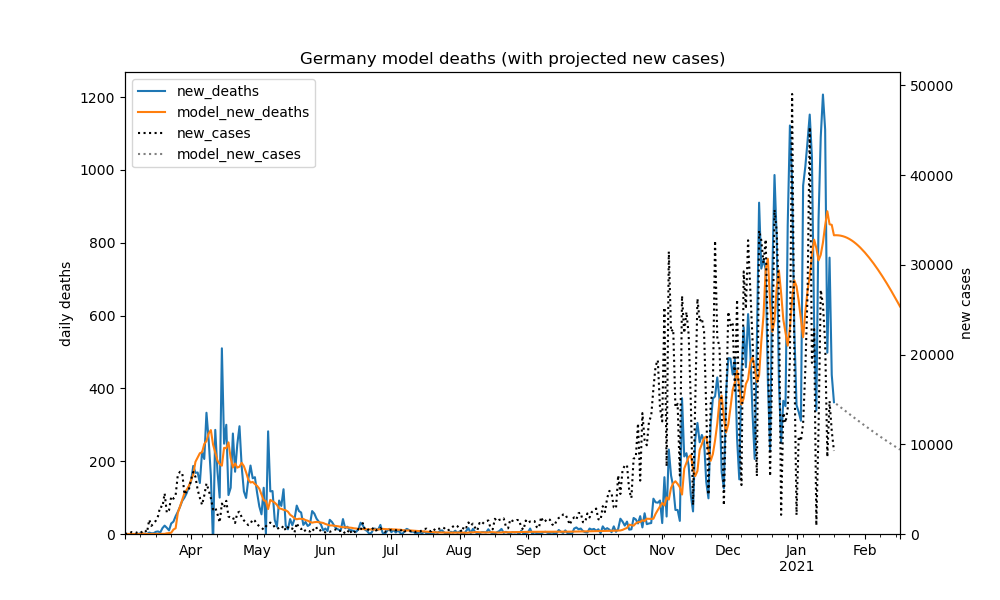 Germany model deaths (with projected new cases)
new_deaths
model_new_deaths
new_cases
model_new_cases
daily deaths
1200
1000
800
600
400
200
0
50000
40000
30000
20000
10000
0
new cases
Apr May Jun Jul Aug Sep Oct Nov Dec Jan Feb
2021